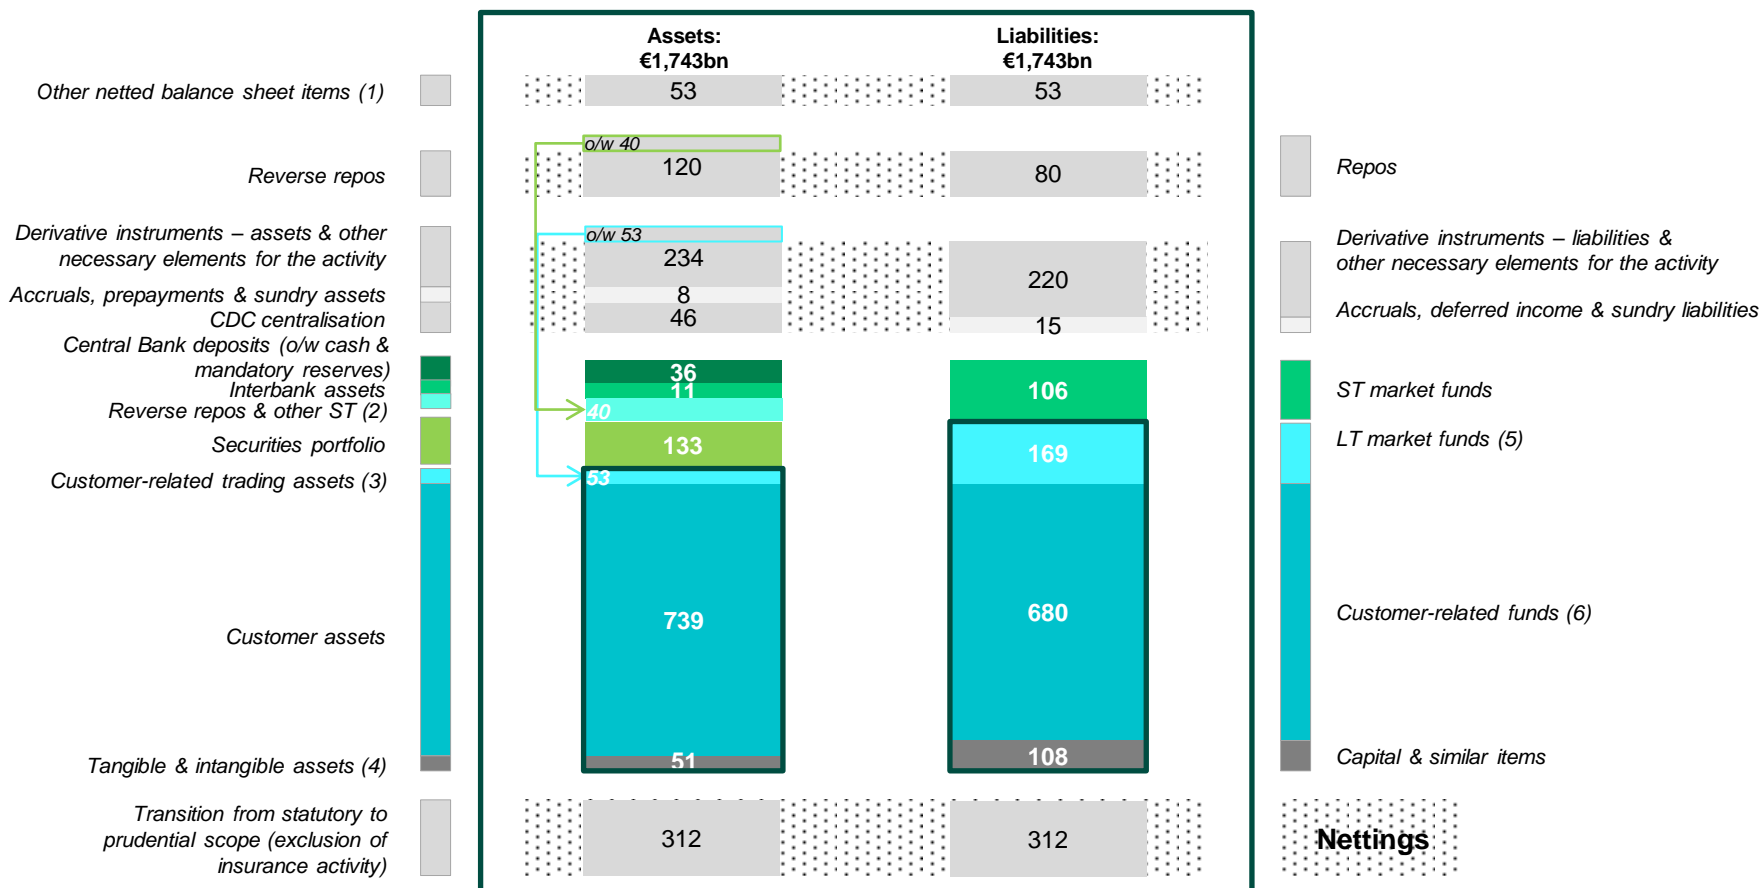 Assets:
€1,743bn
Liabilities:
€1,743bn
Other netted balance sheet items (1)
53
53
o/w 40
Reverse repos
120
80
Repos
o/w 53
Derivative instruments – assets & other
necessary elements for the activity
234
220
Derivative instruments – liabilities &
other necessary elements for the activity
Accruals, prepayments & sundry assets
8
CDC centralisation
46
15
Accruals, deferred income & sundry liabilities
Central Bank deposits (o/w cash &
mandatory reserves)
36
Interbank assets
11
106
ST market funds
Reverse repos & other ST (2)
40
Securities portfolio
133
169
LT market funds (5)
Customer-related trading assets (3)
53
Customer assets
739
680
Customer-related funds (6)
Tangible & intangible assets (4)
51
108
Capital & similar items
Transition from statutory to
prudential scope (exclusion of
insurance activity)
312
312
Nettings